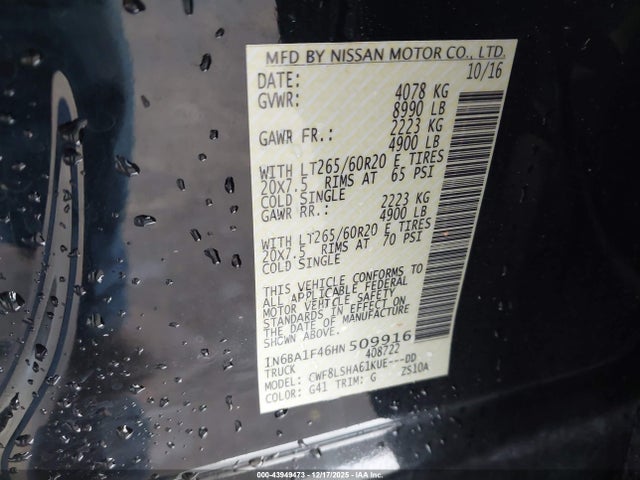 MFD BY NISSAN MOTOR CO., LTD.
DATE: 10/16
GVWR: 4078 KG
8990 LB
GAWR FR.: 2223 KG
4900 LB
WITH LT265/60R20 E TIRES
20X7.5 RIMS AT 65 PSI
COLD SINGLE
GAWR RR.: 2223 KG
4900 LB
WITH LT265/60R20 E TIRES
20X7.5 RIMS AT 70 PSI
COLD SINGLE
THIS VEHICLE CONFORMS TO
ALL APPLICABLE FEDERAL
MOTOR VEHICLE SAFETY
STANDARDS IN EFFECT ON
THE DATE OF MANUFACTURE
SHOWN ABOVE.
1N6BA1F46HN 509916
TRUCK 408722
MODEL: CWF8L5HA61KUE---DD
COLOR: G41 TRIM: G ZS10A
000-43949473 - 12/17/2025 - IAA Inc.